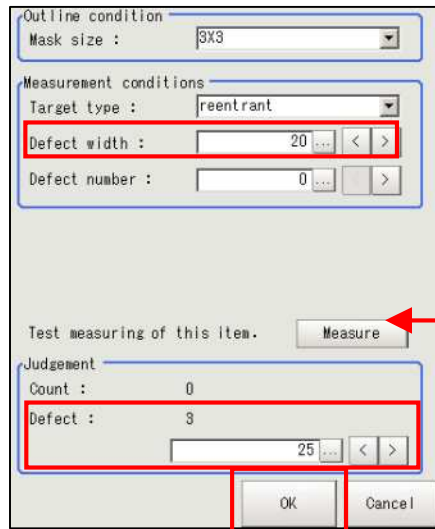 Outline condition
Mask size : 3X3
Measurement conditions
Target type : reentrant
Defect width : 20 ... < >
Defect number : 0 ... < >
Test measuring of this item. Measure
Judgement
Count : 0
Defect : 3
25 ... < >
OK Cancel